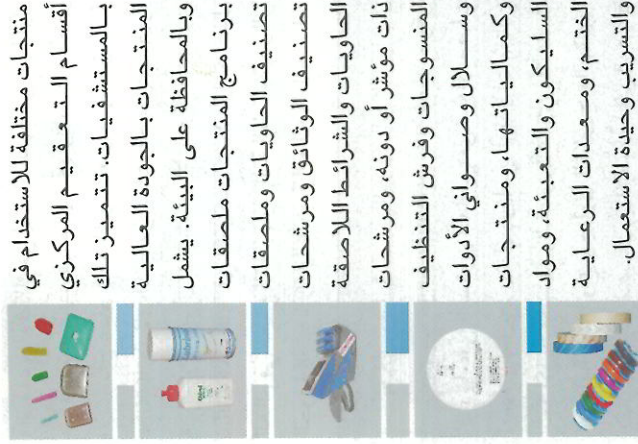 منتجات مختلفة للاستخدام في
أقسام التعقيم المركزي
بالمستشفيات. تتميز تلك
المنتجات بالجودة العالية
وبالمحافظة على البيئة. يشمل
برنامج المنتجات ملصقات
تصنيف الحاويات وملصقات
تصنيف الوثائق ومرشحات
الحاويات والشرائط اللاصقة
ذات مؤشر أو دونه، ومرشحات
المنسوجات وفرش التنظيف
وسلال وصواني الأدوات
وكمالياتها، ومنتجات
السليكون والتعبئة، ومواد
الختم، ومعدات الرعاية
والتسريب وحيدة الاستعمال.